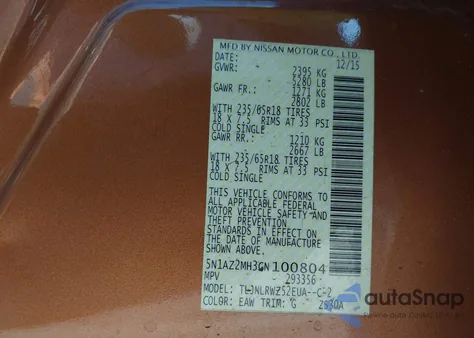 MFD BY NISSAN MOTOR CO., LTD.
DATE: 12/15
GVWR: 2395 KG
5280 LB
GAWR FR.: 1271 KG
2802 LB
WITH 235/65R18 TIRES
18 X 7.5 RIMS AT 33 PSI
COLD SINGLE
GAWR RR.: 1210 KG
2667 LB
WITH 235/65R18 TIRES
18 X 7.5 RIMS AT 33 PSI
COLD SINGLE
THIS VEHICLE CONFORMS TO
ALL APPLICABLE FEDERAL
MOTOR VEHICLE SAFETY AND
AND THEFT PREVENTION
STANDARDS IN EFFECT ON
THE DATE OF MANUFACTURE
SHOWN ABOVE.
5N1AZ2MH3GN100804
MPV 293356
MODEL:
COLOR: EAW TRIM: G
autoSnap